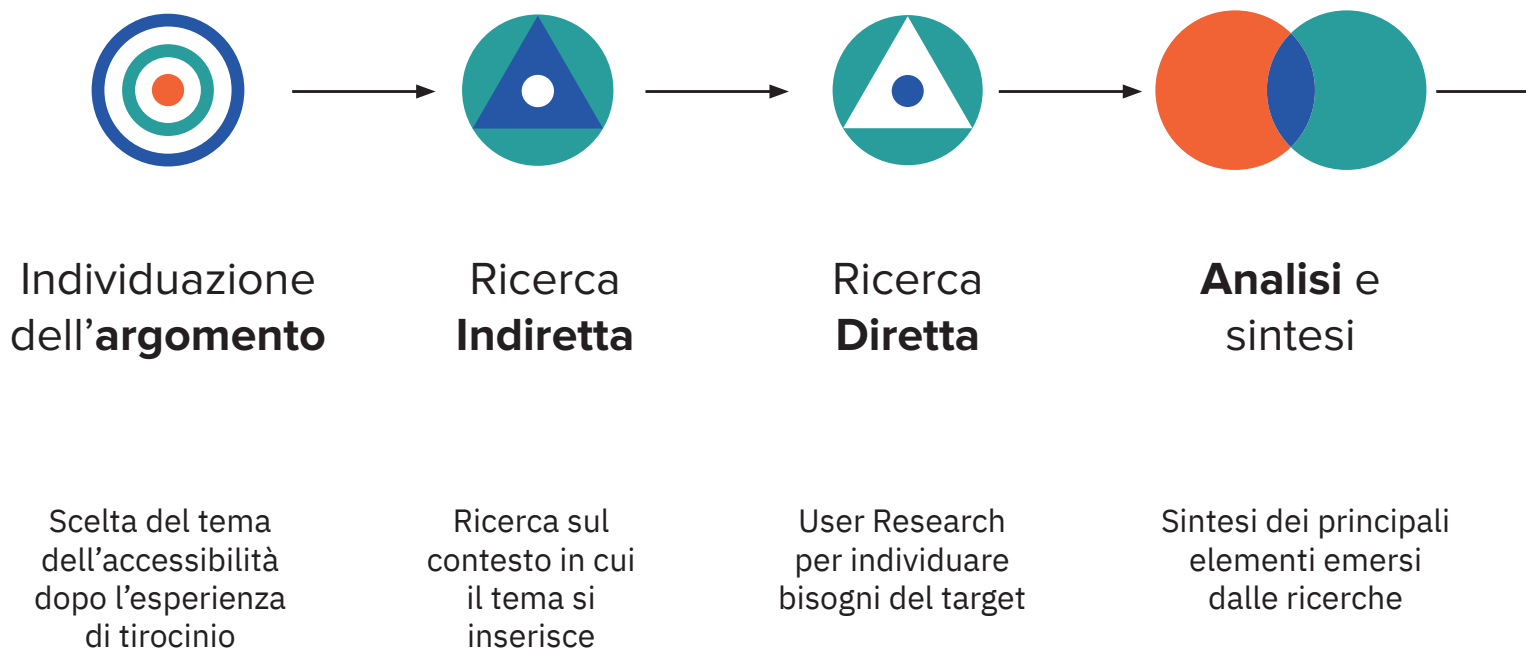 Individuazione
dell’argomento
Ricerca
Indiretta
Ricerca
Diretta
Analisi e
sintesi
Scelta del tema
dell’accessibilità
dopo l’esperienza
di tirocinio
Ricerca sul
contesto in cui
il tema si
inserisce
User Research
per individuare
bisogni del target
Sintesi dei principali
elementi emersi
dalle ricerche